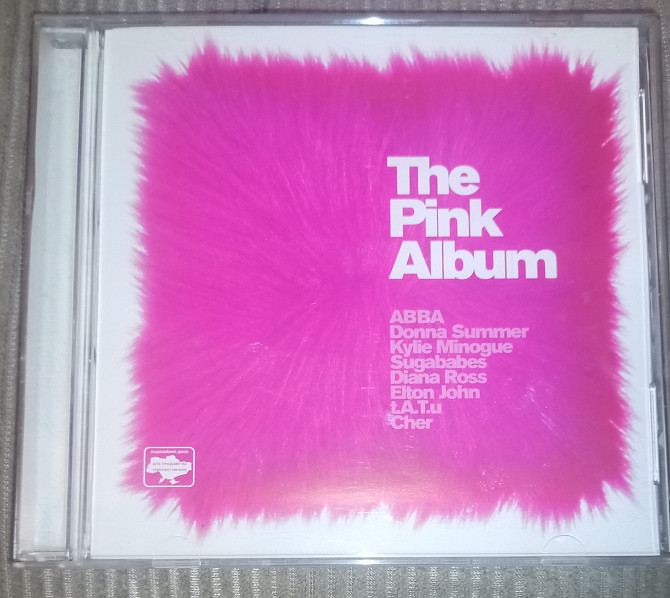 The
Pink
Album
ABBA
Donna Summer
Kylie Minogue
Sugababes
Diana Ross
Elton John
t.A.T.u
Cher